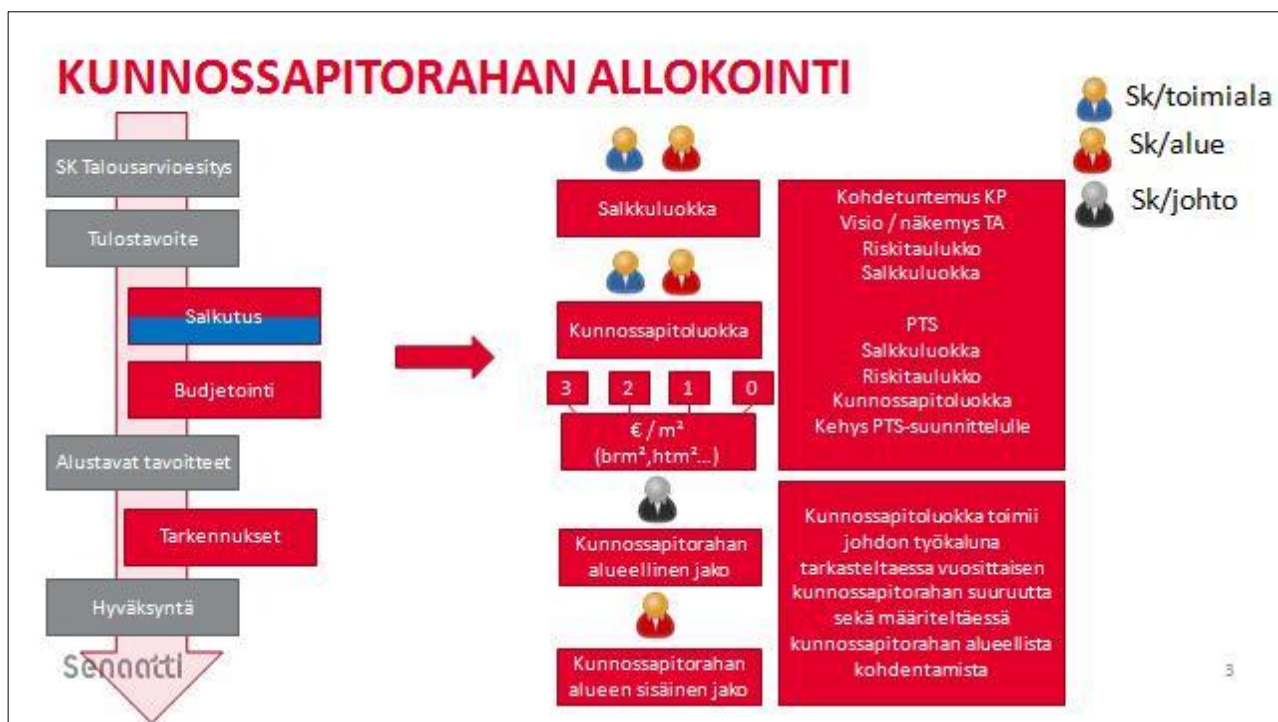 KUNNOSSAPITORAHAN ALLOKOINTI
Sk/toimiala
Sk/alue
Sk/johto
SK Talousarvioesitys
Tulostavoite
Salkutus
Budjetointi
Alustavat tavoitteet
Tarkennukset
Hyväksyntä
Senaatti
Salkkuluokka
Kunnossapitoluokka
3 2 1 0
€ / m²
(brm²,htm²...)
Kunnossapitorahan
alueellinen jako
Kunnossapitorahan
alueen sisäinen jako
Kohdetuntemus KP
Visio / näkemys TA
Riskitaulukko
Salkkuluokka
PTS
Salkkuluokka
Riskitaulukko
Kunnossapitoluokka
Kehys PTS-suunnittelulle
Kunnossapitoluokka toimii
johdon työkaluna
tarkasteltaessa vuosittaisen
kunnossapitorahan suuruutta
sekä määriteltäessä
kunnossapitorahan alueellista
kohdentamista
3